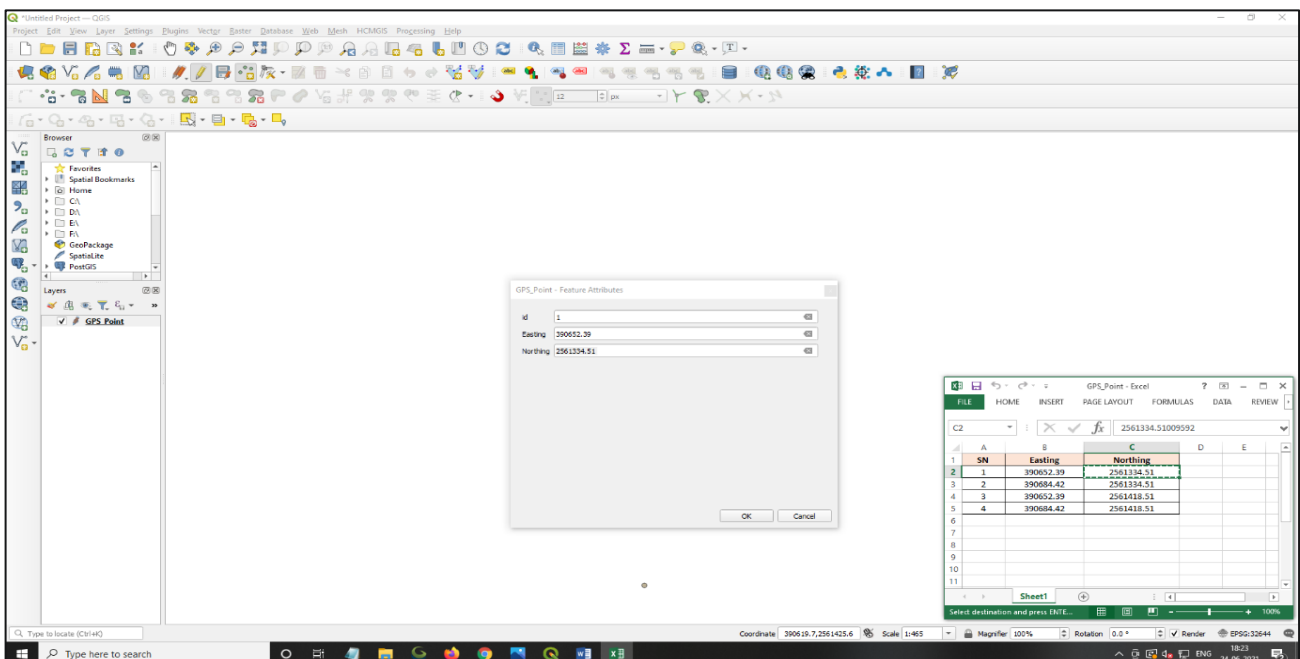 *Untitled Project — QGIS
Project Edit View Layer Settings Plugins Vector Raster Database Web Mesh HCMGIS Processing Help
12 px
Browser
Favorites
Spatial Bookmarks
Home
C:\
D:\
E:\
F:\
GeoPackage
SpatiaLite
PostGIS
Layers
GPS_Point
GPS_Point - Feature Attributes
id 1
Easting 390652.39
Northing 2561334.51
OK Cancel
GPS_Point - Excel
FILE HOME INSERT PAGE LAYOUT FORMULAS DATA REVIEW
C2 fx 2561334.51009592
A B C D E
1 SN Easting Northing
2 1 390652.39 2561334.51
3 2 390684.42 2561334.51
4 3 390652.39 2561418.51
5 4 390684.42 2561418.51
6
7
8
9
10
11
Sheet1
Select destination and press ENTE... 100%
Type to locate (Ctrl+K) Coordinate 390619.7,2561425.6 Scale 1:465 Magnifier 100% Rotation 0.0 ° Render EPSG:32644
Type here to search ENG 18:23
24-06-2021